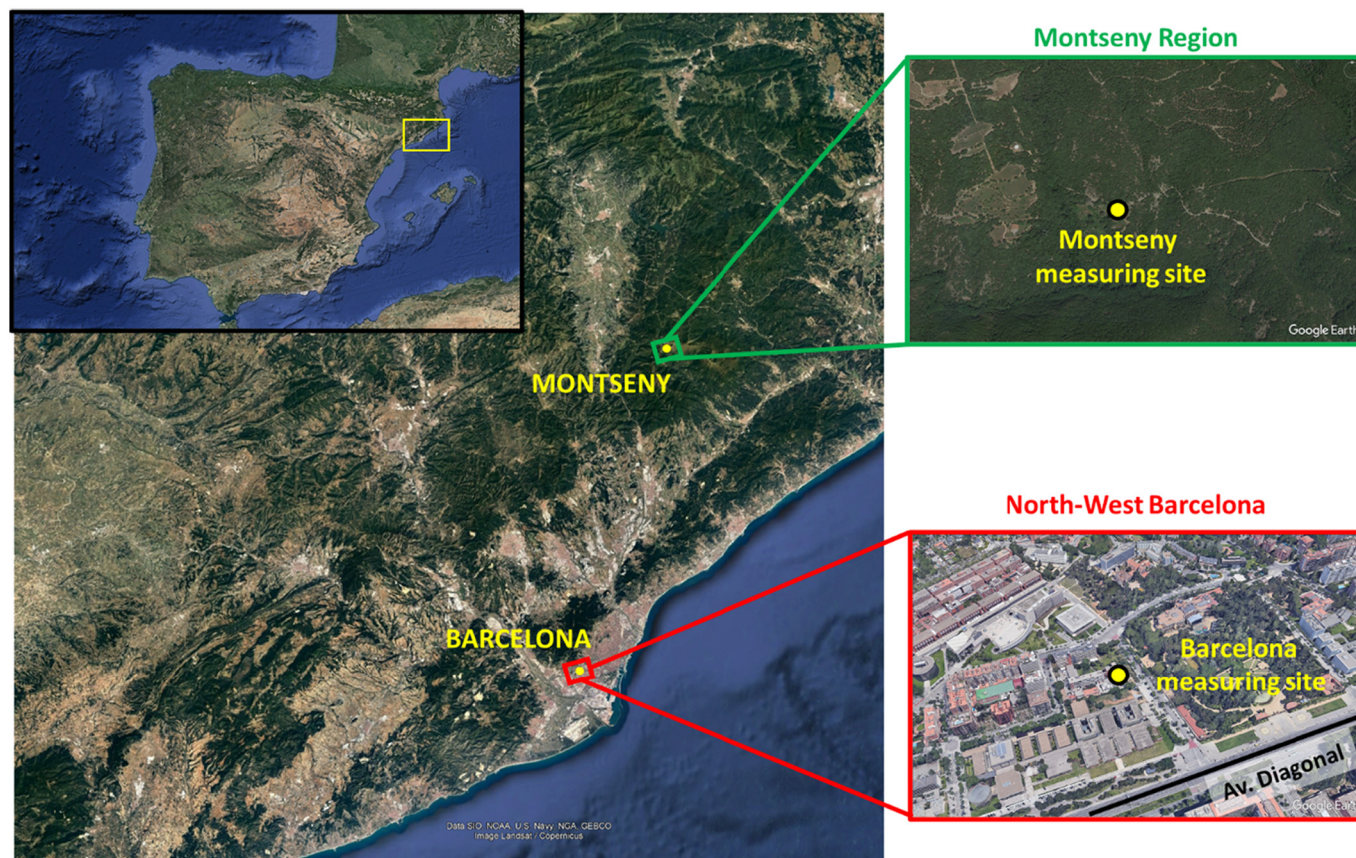 Montseny Region
Montseny
measuring site
Google Earth
MONTSENY
North-West Barcelona
BARCELONA
Barcelona
measuring site
Av. Diagonal
Google Earth
Data SIO, NOAA, U.S. Navy, NGA, GEBCO
Image Landsat / Copernicus